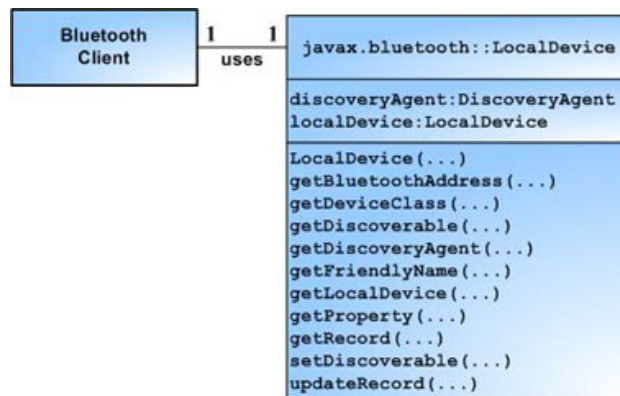 Bluetooth
Client
1 1
uses
javax.bluetooth::LocalDevice
discoveryAgent:DiscoveryAgent
localDevice:LocalDevice
LocalDevice(...)
getBluetoothAddress(...)
getDeviceClass(...)
getDiscoverable(...)
getDiscoveryAgent(...)
getFriendlyName(...)
getLocalDevice(...)
getProperty(...)
getRecord(...)
setDiscoverable(...)
updateRecord(...)